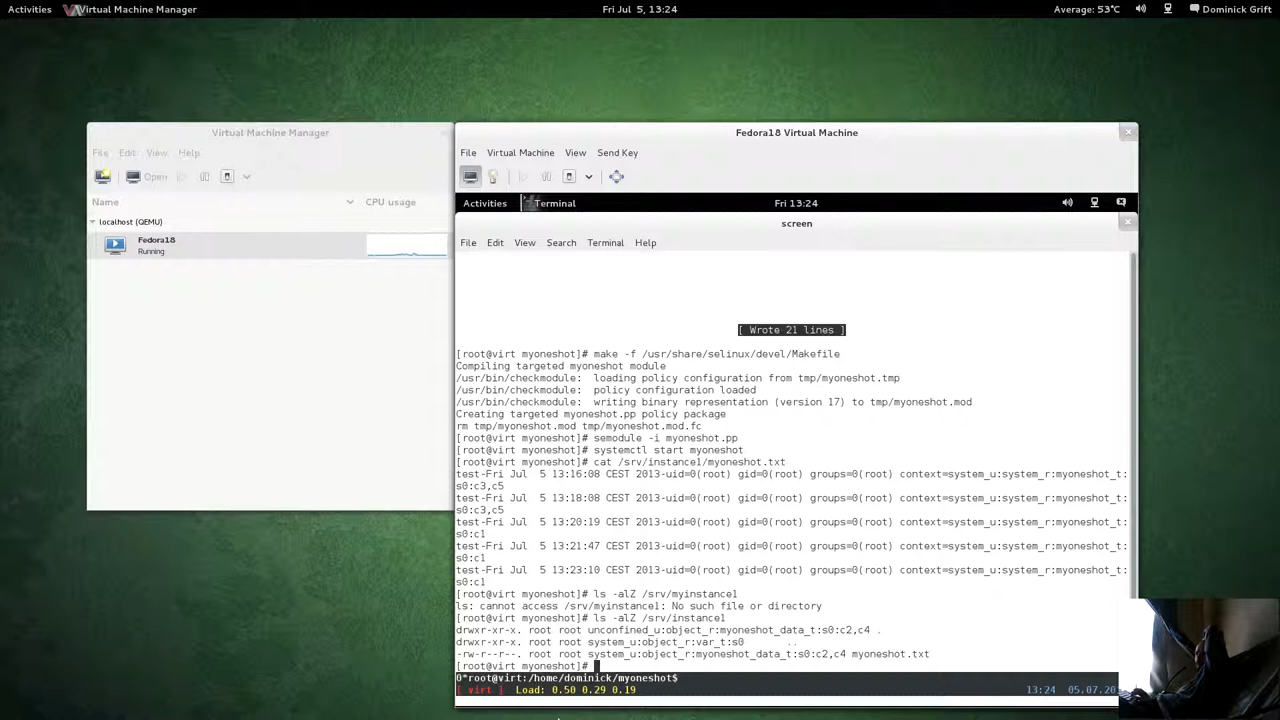 Activities Virtual Machine Manager Fri Jul 5, 13:24 Average: 53°C Dominick Grift
Virtual Machine Manager
File Edit View Help
Open
Name CPU usage
localhost (QEMU)
Fedora18
Running
Fedora18 Virtual Machine
File Virtual Machine View Send Key
Activities Terminal Fri 13:24
screen
File Edit View Search Terminal Help
[ Wrote 21 lines ]
[root@virt myoneshot]# make -f /usr/share/selinux/devel/Makefile
Compiling targeted myoneshot module
/usr/bin/checkmodule:  loading policy configuration from tmp/myoneshot.tmp
/usr/bin/checkmodule:  policy configuration loaded
/usr/bin/checkmodule:  writing binary representation (version 17) to tmp/myoneshot.mod
Creating targeted myoneshot.pp policy package
rm tmp/myoneshot.mod tmp/myoneshot.mod.fc
[root@virt myoneshot]# semodule -i myoneshot.pp
[root@virt myoneshot]# systemctl start myoneshot
[root@virt myoneshot]# cat /srv/instance1/myoneshot.txt
test-Fri Jul  5 13:16:08 CEST 2013-uid=0(root) gid=0(root) groups=0(root) context=system_u:system_r:myoneshot_t:
s0:c3,c5
test-Fri Jul  5 13:18:08 CEST 2013-uid=0(root) gid=0(root) groups=0(root) context=system_u:system_r:myoneshot_t:
s0:c3,c5
test-Fri Jul  5 13:20:19 CEST 2013-uid=0(root) gid=0(root) groups=0(root) context=system_u:system_r:myoneshot_t:
s0:c1
test-Fri Jul  5 13:21:47 CEST 2013-uid=0(root) gid=0(root) groups=0(root) context=system_u:system_r:myoneshot_t:
s0:c1
test-Fri Jul  5 13:23:10 CEST 2013-uid=0(root) gid=0(root) groups=0(root) context=system_u:system_r:myoneshot_t:
s0:c1
[root@virt myoneshot]# ls -alZ /srv/myinstance1
ls: cannot access /srv/myinstance1: No such file or directory
[root@virt myoneshot]# ls -alZ /srv/instance1
drwxr-xr-x. root root unconfined_u:object_r:myoneshot_data_t:s0:c2,c4 .
drwxr-xr-x. root root system_u:object_r:var_t:s0       ..
-rw-r--r--. root root system_u:object_r:myoneshot_data_t:s0:c2,c4 myoneshot.txt
[root@virt myoneshot]#
0*root@virt:/home/dominick/myoneshot$
[ virt ]  Load: 0.50 0.29 0.19 13:24 05.07.20